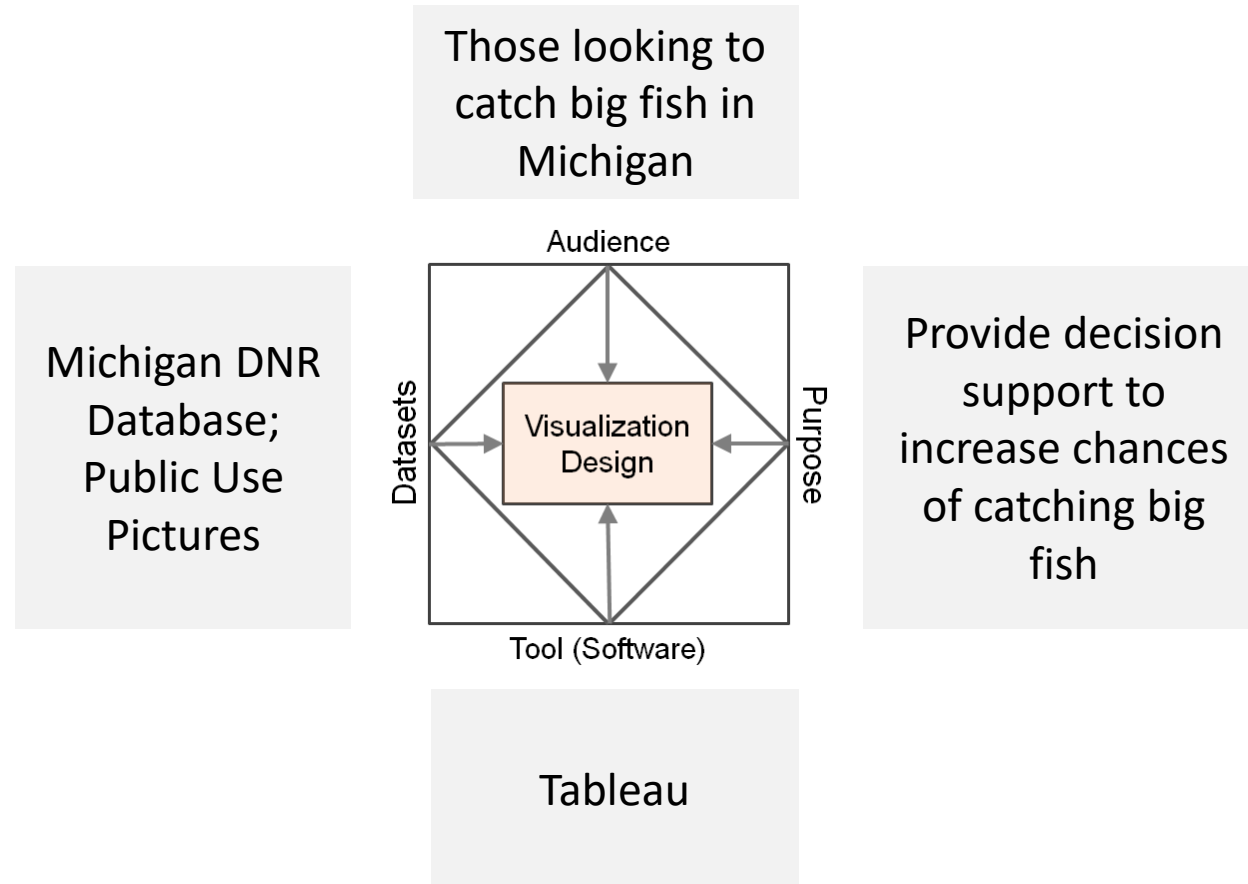 Those looking to
catch big fish in
Michigan
Audience
Michigan DNR
Database;
Public Use
Pictures
Datasets
Visualization
Design
Purpose
Provide decision
support to
increase chances
of catching big
fish
Tool (Software)
Tableau